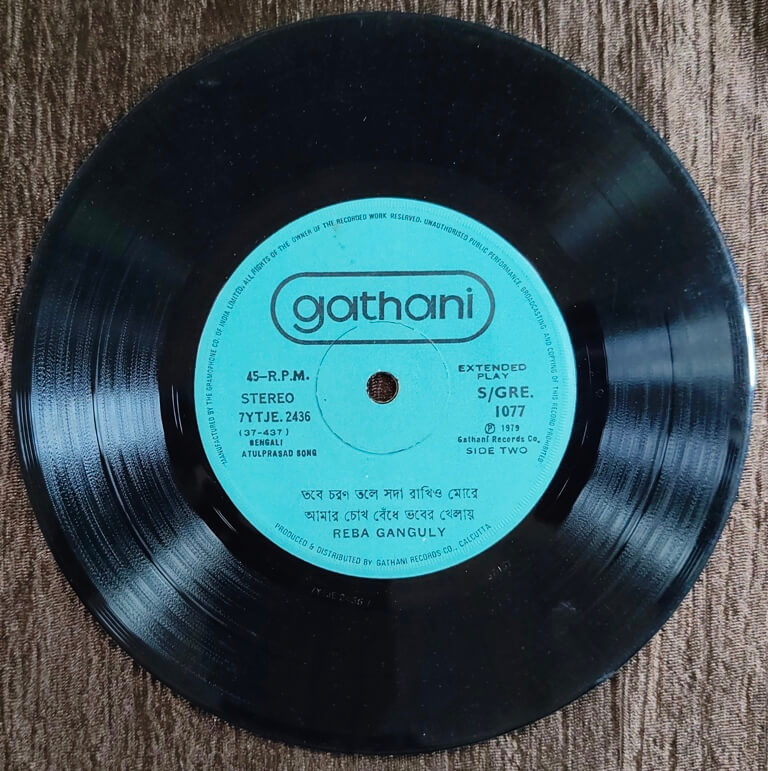 MANUFACTURED BY THE GRAMOPHONE CO. OF INDIA LIMITED, ALL RIGHTS OF THE OWNER OF THE RECORDED WORK RESERVED. UNAUTHORISED PUBLIC PERFORMANCE, BROADCASTING AND COPYING OF THIS RECORD PROHIBITED
gathani
45-R.P.M.
STEREO
7YTJE.2436
(37-437)
BENGALI
ATULPRASAD SONG
EXTENDED
PLAY
S/GRE.
1077
℗ 1979
Gathani Records Co.
SIDE TWO
তবে চরণ তলে সদা রাখিও মোরে
আমার চোখ বেঁধে ভবের খেলায়
REBA GANGULY
PRODUCED & DISTRIBUTED BY GATHANI RECORDS CO., CALCUTTA